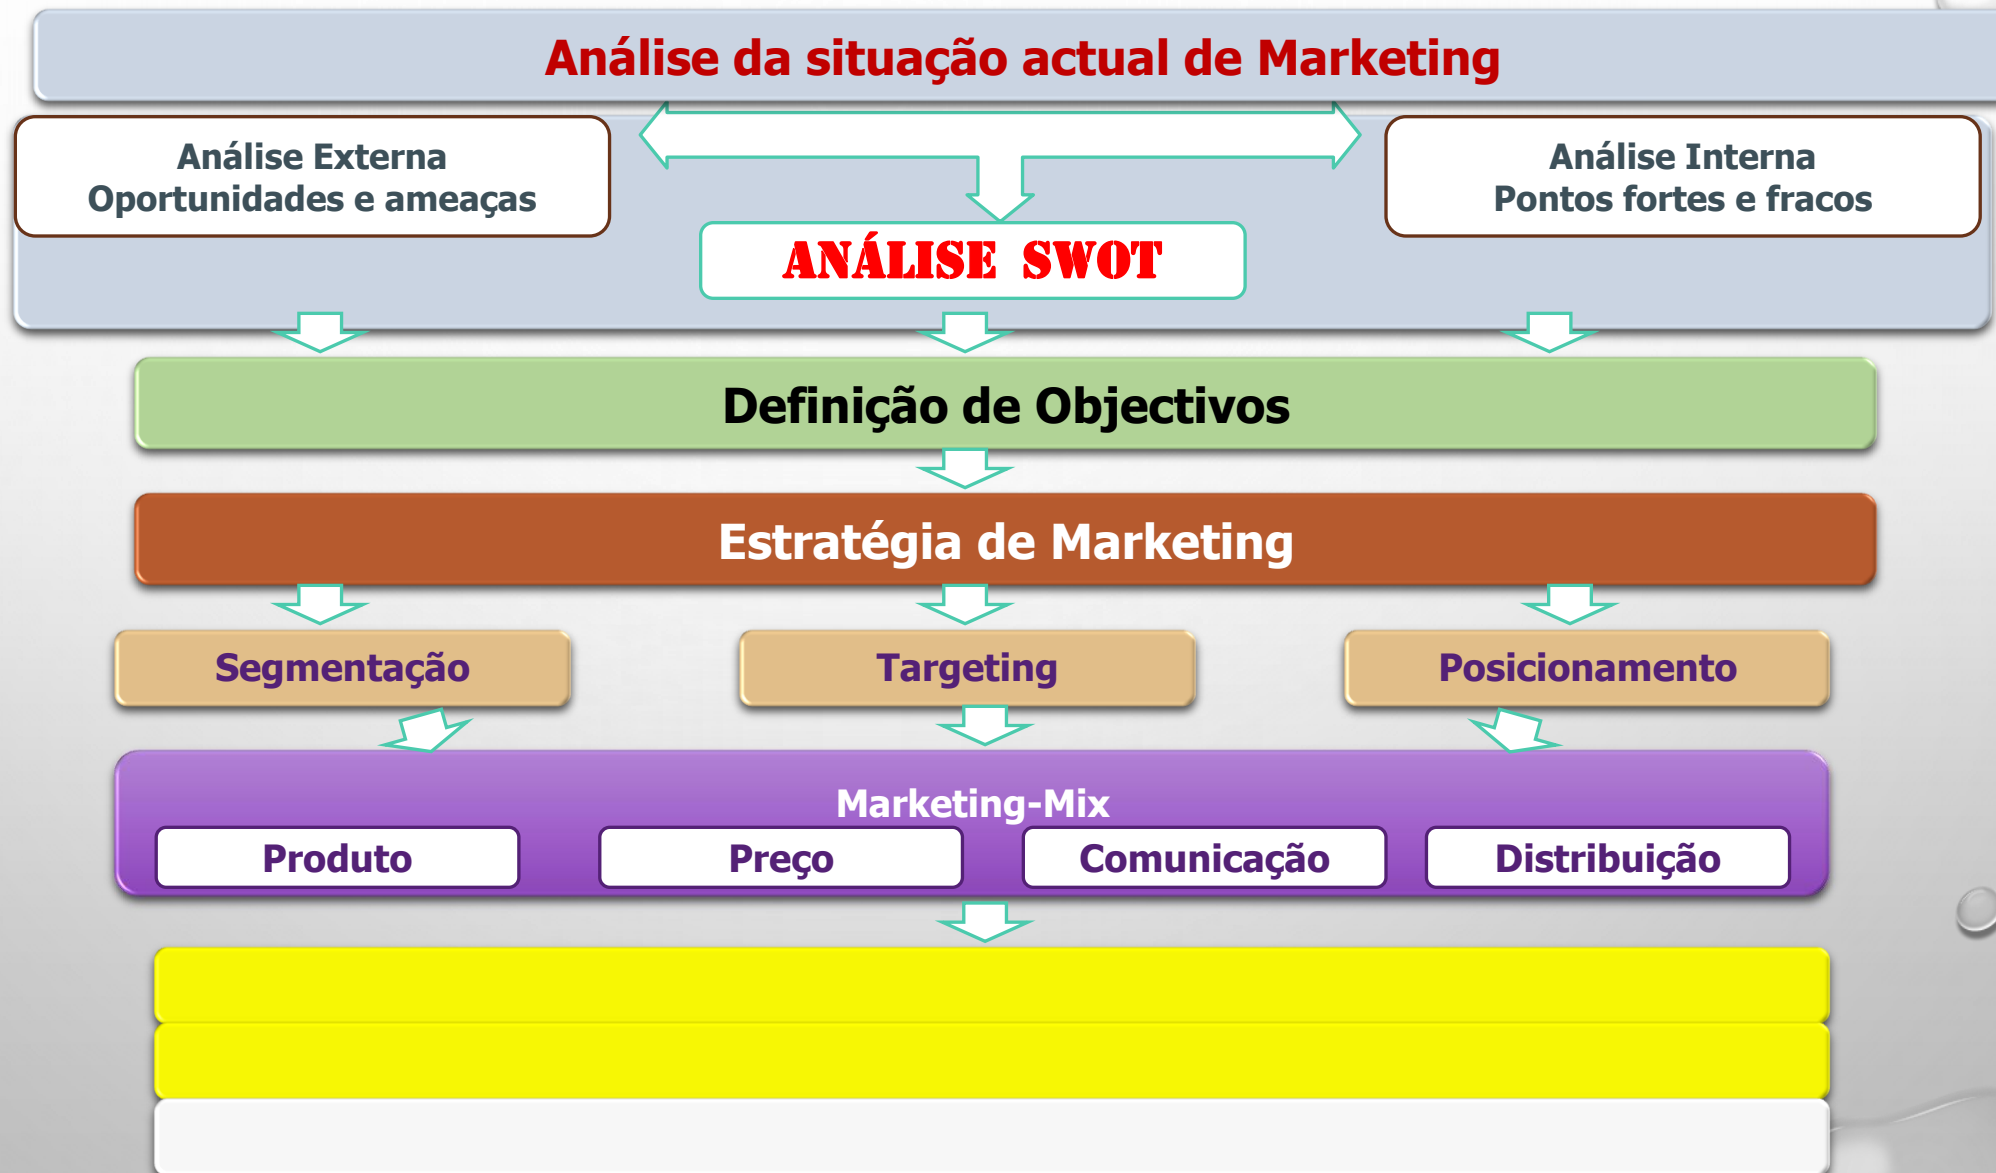 Análise da situação actual de Marketing
Análise Externa
Oportunidades e ameaças
Análise Interna
Pontos fortes e fracos
ANÁLISE SWOT
Definição de Objectivos
Estratégia de Marketing
Segmentação
Targeting
Posicionamento
Marketing-Mix
Produto
Preço
Comunicação
Distribuição